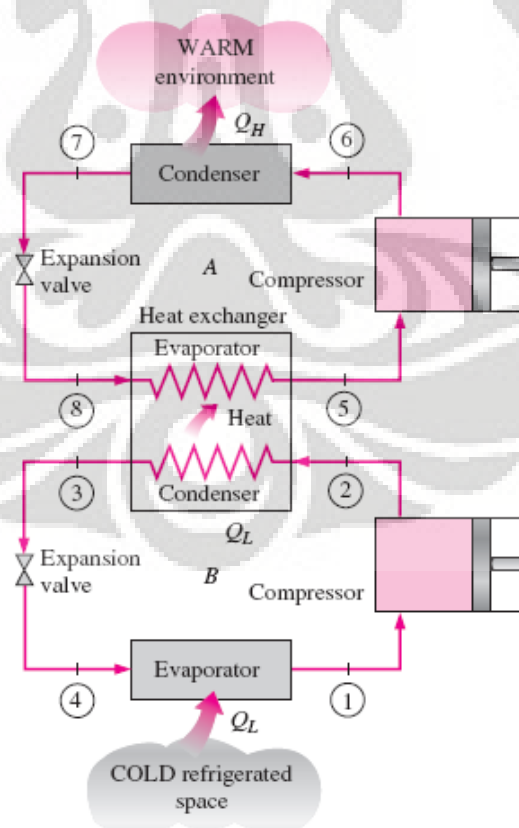 WARM
environment
Q_H
7
6
Condenser
Expansion
valve
A
Compressor
Heat exchanger
Evaporator
8
5
Heat
3
2
Condenser
Q_L
Expansion
valve
B
Compressor
Evaporator
4
1
Q_L
COLD refrigerated
space